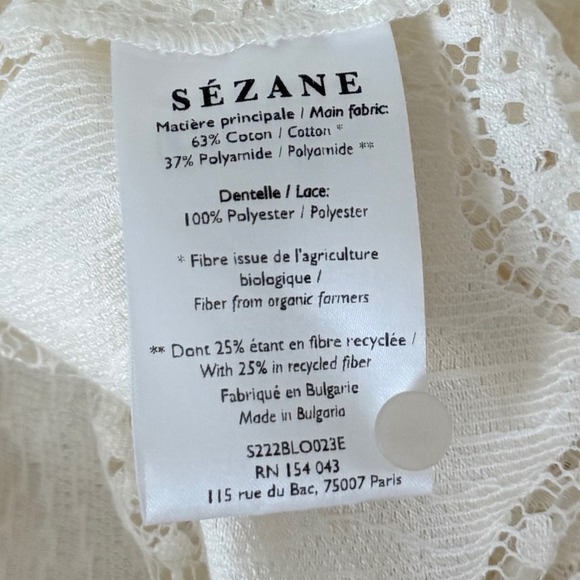 SÉZANE
Matière principale / Main fabric:
63% Coton / Cotton *
37% Polyamide / Polyamide **
Dentelle / Lace:
100% Polyester / Polyester
* Fibre issue de l'agriculture
biologique /
Fiber from organic farmers
** Dont 25% étant en fibre recyclée /
With 25% in recycled fiber
Fabriqué en Bulgarie
Made in Bulgaria
S222BLO023E
RN 154 043
115 rue du Bac, 75007 Paris